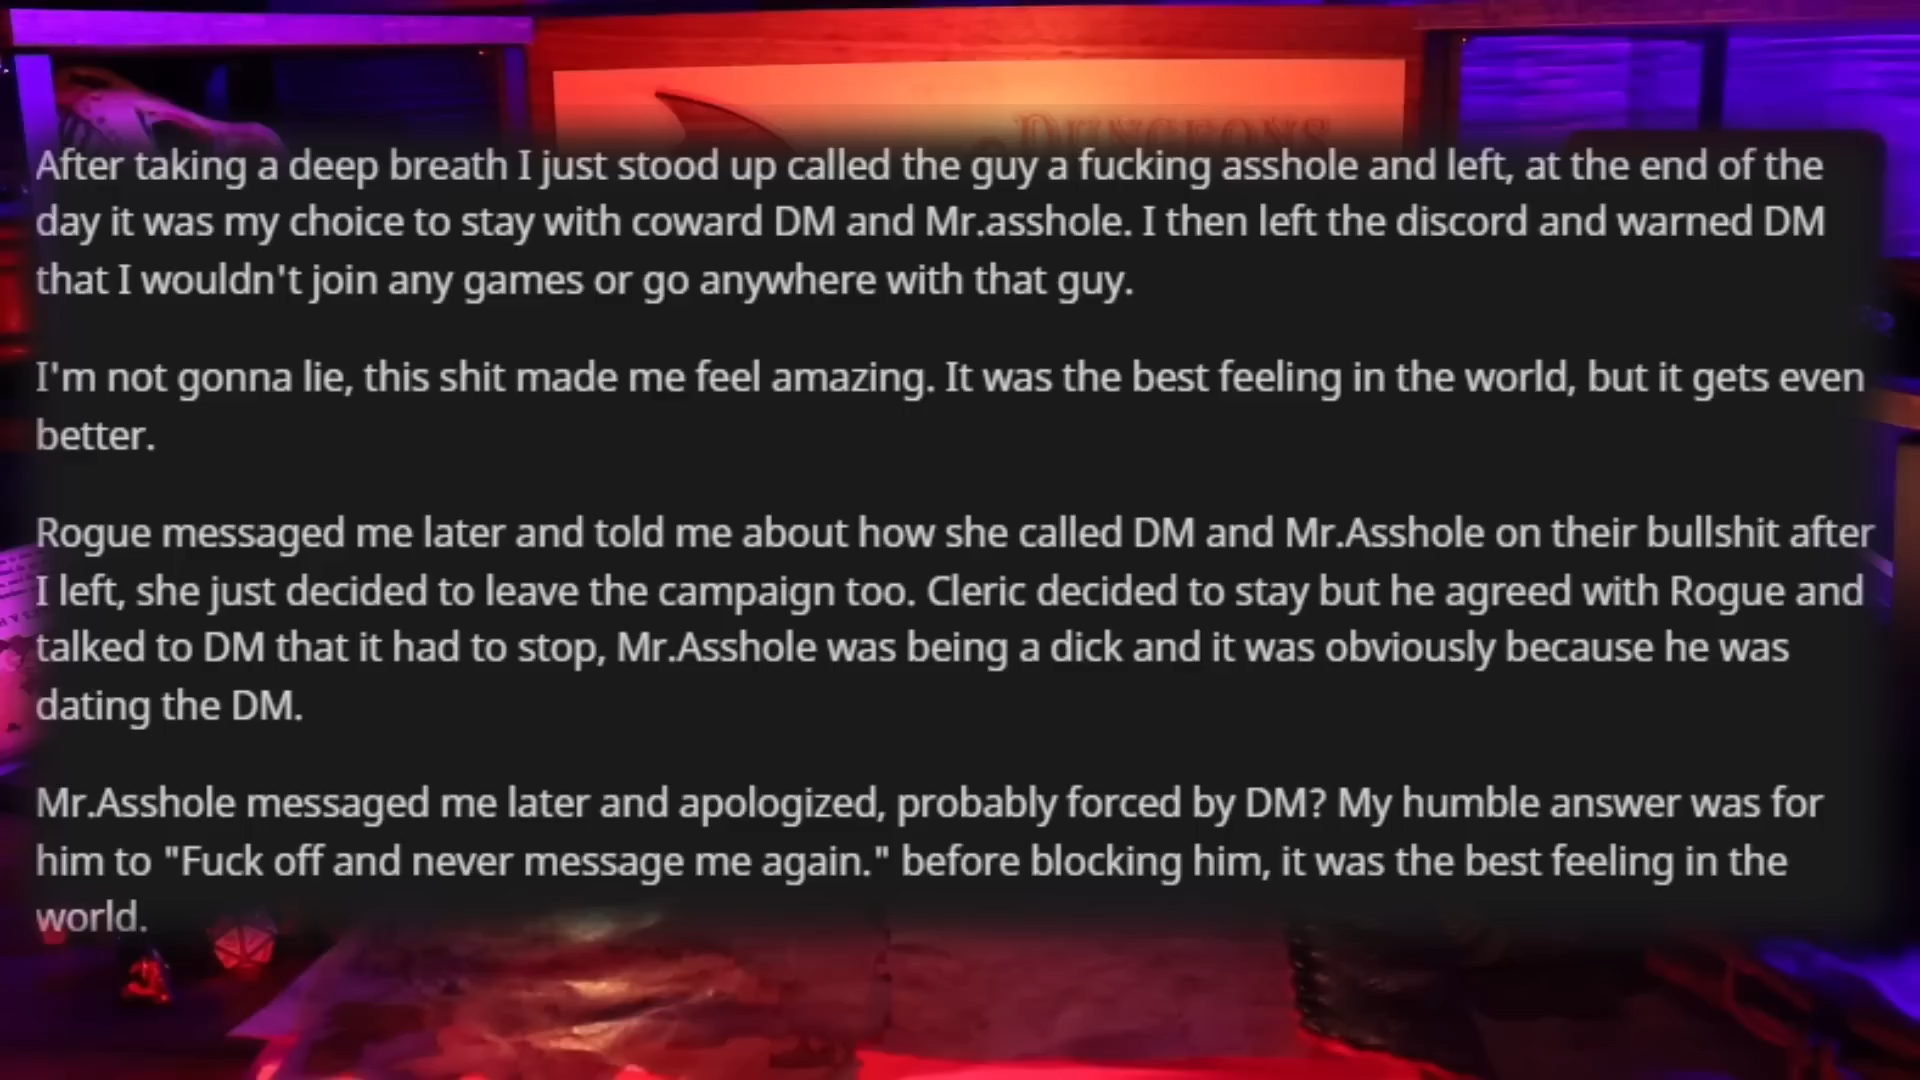 DUNGEONS
After taking a deep breath I just stood up called the guy a fucking asshole and left, at the end of the
day it was my choice to stay with coward DM and Mr.asshole. I then left the discord and warned DM
that I wouldn't join any games or go anywhere with that guy.
I'm not gonna lie, this shit made me feel amazing. It was the best feeling in the world, but it gets even
better.
Rogue messaged me later and told me about how she called DM and Mr.Asshole on their bullshit after
I left, she just decided to leave the campaign too. Cleric decided to stay but he agreed with Rogue and
talked to DM that it had to stop, Mr.Asshole was being a dick and it was obviously because he was
dating the DM.
Mr.Asshole messaged me later and apologized, probably forced by DM? My humble answer was for
him to "Fuck off and never message me again." before blocking him, it was the best feeling in the
world.